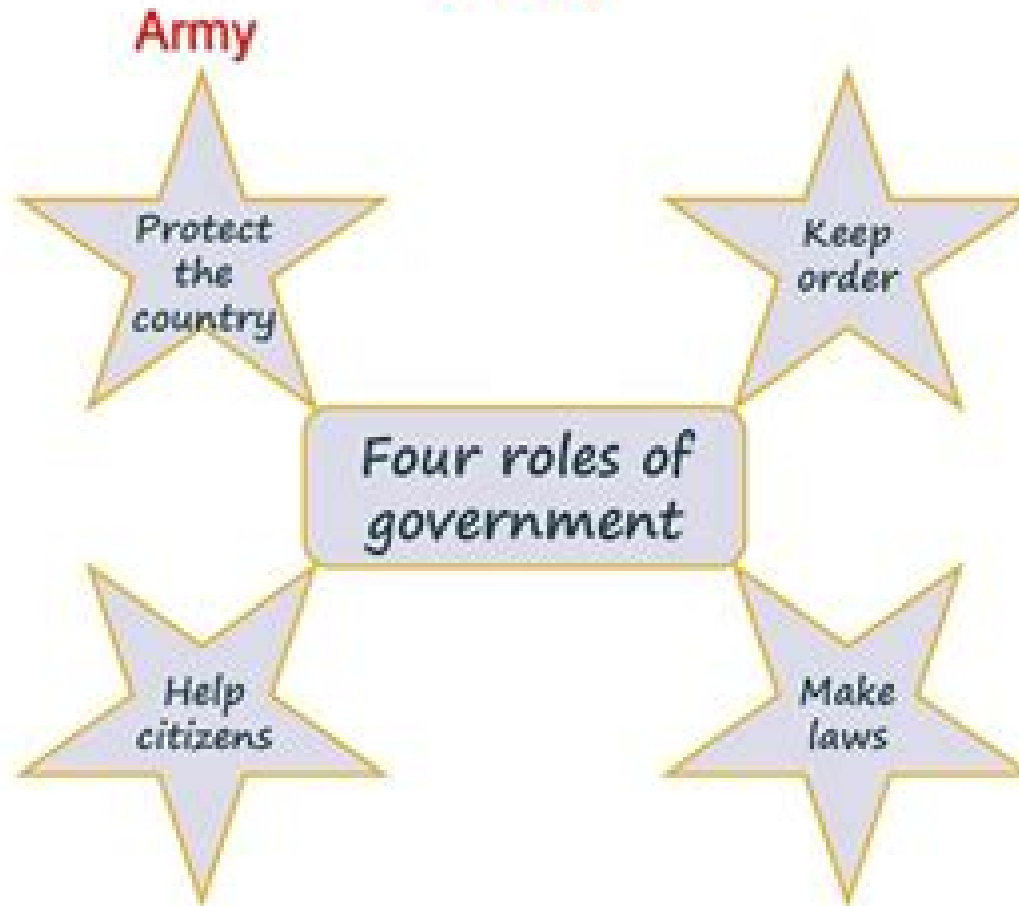 Army
Protect
the
country
Keep
order
Four roles of
government
Help
citizens
Make
laws